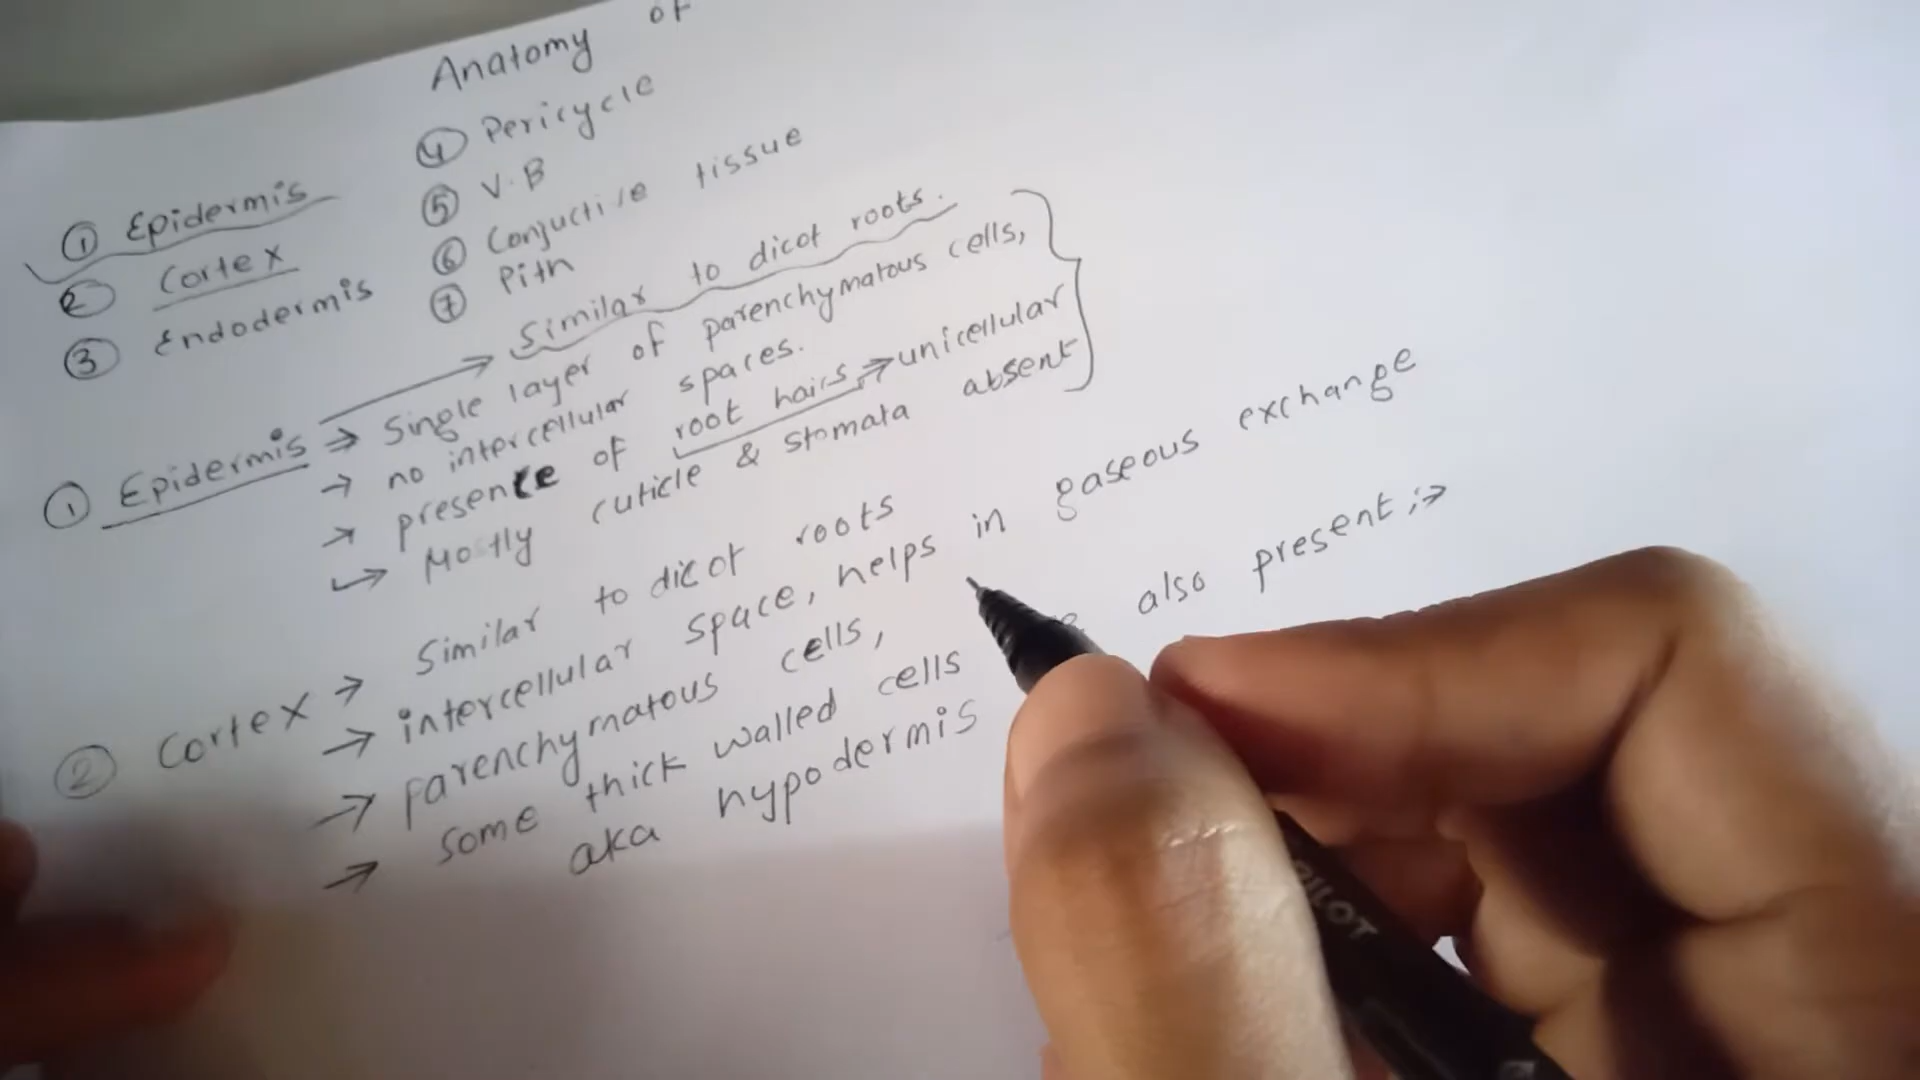 Anatomy of
① Epidermis
② Cortex
③ Endodermis
④ Pericycle
⑤ V.B
⑥ Conjuctive tissue
⑦ Pith
① Epidermis → Similar to dicot roots.
→ Single layer of parenchymatous cells,
→ no intercellular spaces.
→ presence of root hairs → unicellular
→ Mostly cuticle & stomata absent
② Cortex → Similar to dicot roots
→ intercellular space, helps in gaseous exchange
→ parenchymatous cells,
→ some thick walled cells also present ;→
aka hypodermis
PILOT